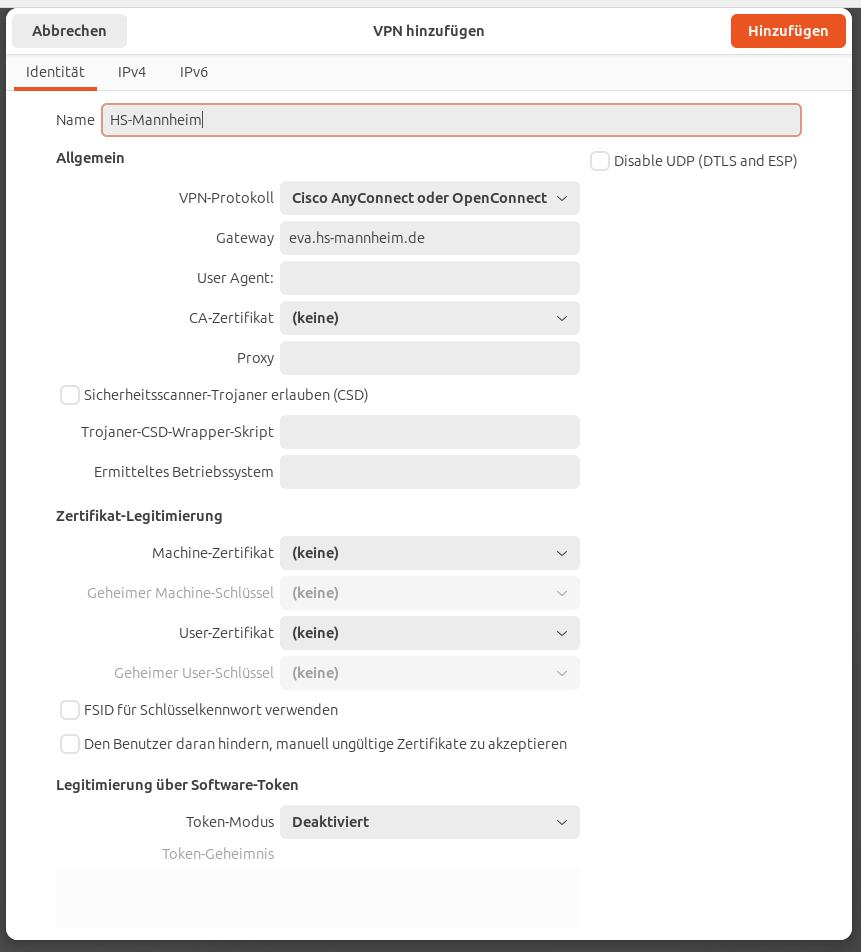 Abbrechen VPN hinzufügen Hinzufügen
Identität IPv4 IPv6
Name HS-Mannheim
Allgemein
Disable UDP (DTLS and ESP)
VPN-Protokoll Cisco AnyConnect oder OpenConnect
Gateway eva.hs-mannheim.de
User Agent:
CA-Zertifikat (keine)
Proxy
Sicherheitsscanner-Trojaner erlauben (CSD)
Trojaner-CSD-Wrapper-Skript
Ermitteltes Betriebssystem
Zertifikat-Legitimierung
Machine-Zertifikat (keine)
Geheimer Machine-Schlüssel (keine)
User-Zertifikat (keine)
Geheimer User-Schlüssel (keine)
FSID für Schlüsselkennwort verwenden
Den Benutzer daran hindern, manuell ungültige Zertifikate zu akzeptieren
Legitimierung über Software-Token
Token-Modus Deaktiviert
Token-Geheimnis